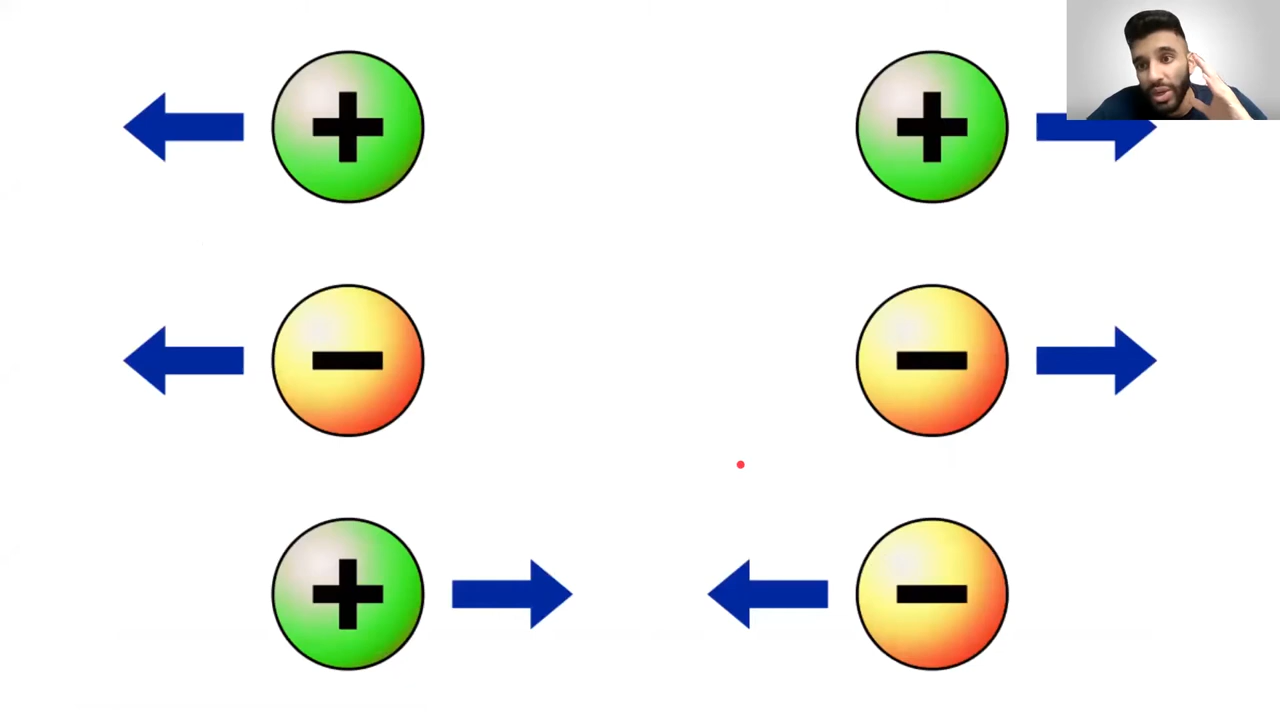 + +
− −
+ −